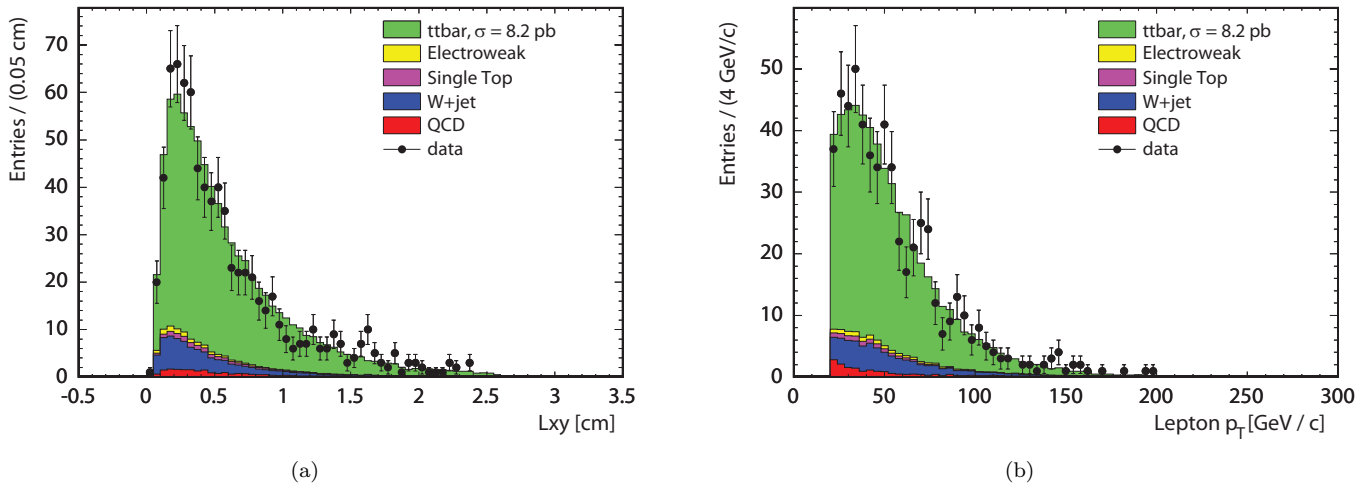 Entries / (0.05 cm)
70
60
50
40
30
20
10
0
-0.5
0
0.5
1
1.5
2
2.5
3
3.5
Lxy [cm]
ttbar, σ = 8.2 pb
Electroweak
Single Top
W+jet
QCD
data
(a)
Entries / (4 GeV/c)
50
40
30
20
10
0
0
50
100
150
200
250
300
Lepton pT [GeV / c]
ttbar, σ = 8.2 pb
Electroweak
Single Top
W+jet
QCD
data
(b)